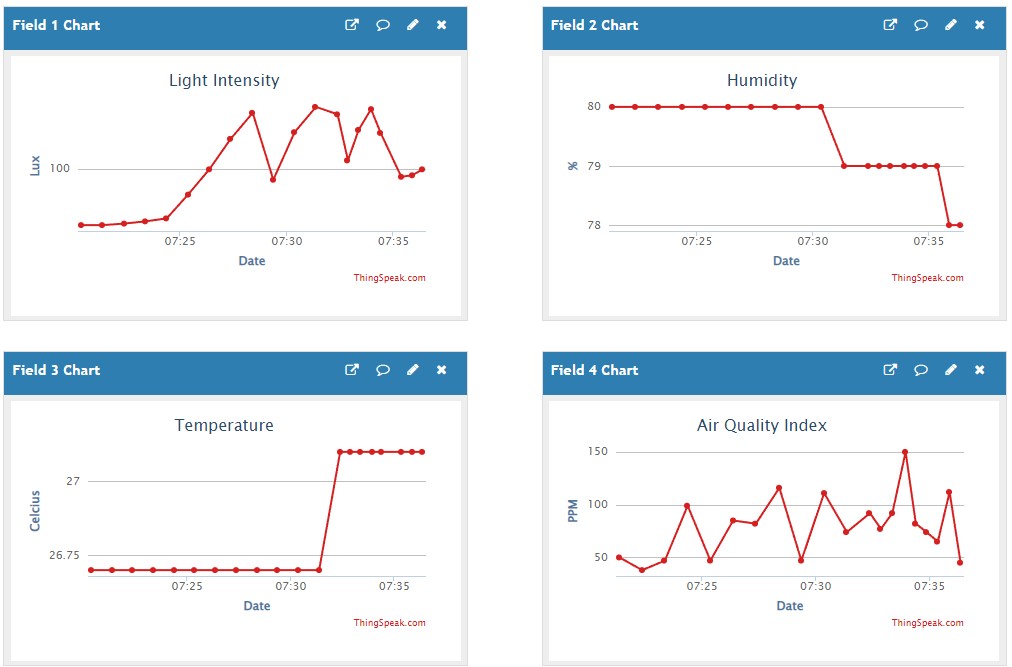 Field 1 Chart
Light Intensity
Lux
100
07:25
07:30
07:35
Date
ThingSpeak.com
Field 2 Chart
Humidity
%
80
79
78
07:25
07:30
07:35
Date
ThingSpeak.com
Field 3 Chart
Temperature
Celcius
27
26.75
07:25
07:30
07:35
Date
ThingSpeak.com
Field 4 Chart
Air Quality Index
PPM
150
100
50
07:25
07:30
07:35
Date
ThingSpeak.com